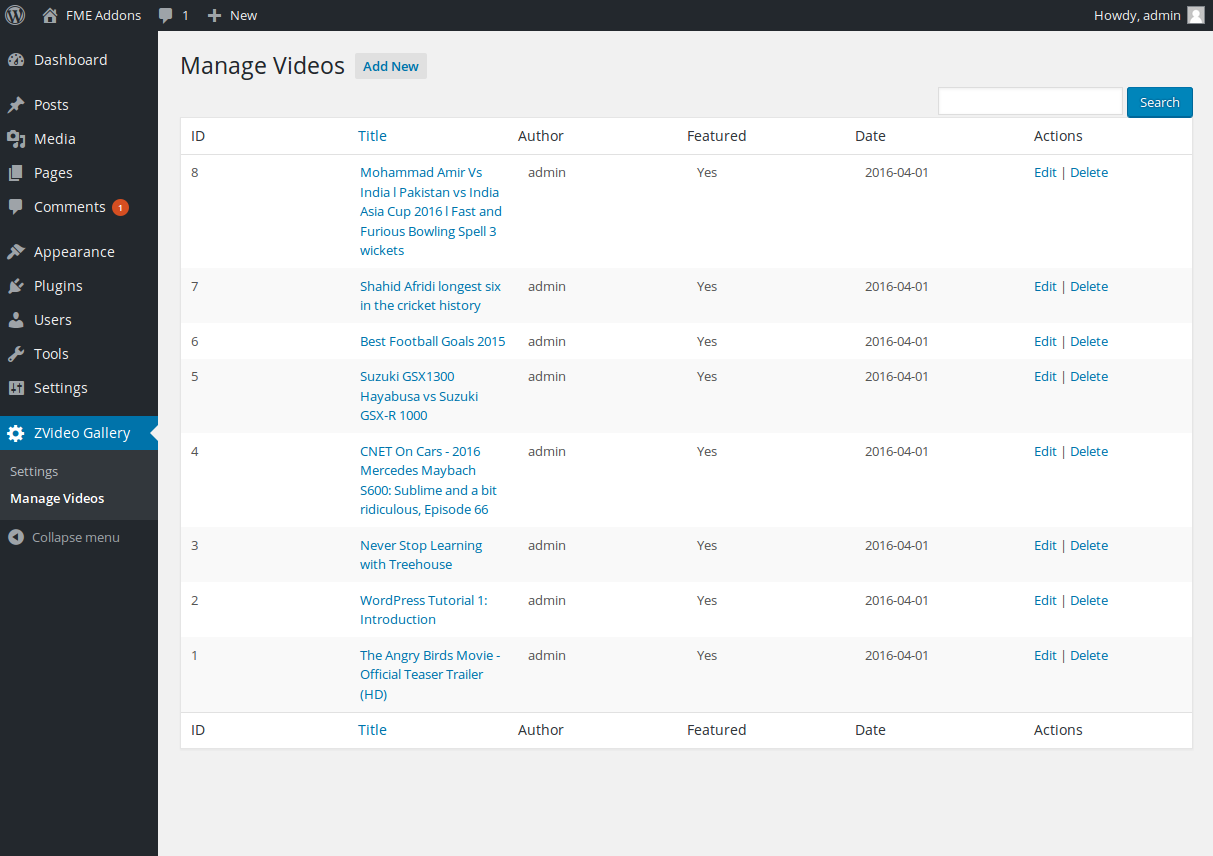 FME Addons 1 New Howdy, admin
Dashboard
Posts
Media
Pages
Comments 1
Appearance
Plugins
Users
Tools
Settings
ZVideo Gallery
Settings
Manage Videos
Collapse menu
Manage Videos Add New
Search
ID Title Author Featured Date Actions
8 Mohammad Amir Vs admin Yes 2016-04-01 Edit | Delete
India l Pakistan vs India
Asia Cup 2016 l Fast and
Furious Bowling Spell 3
wickets
7 Shahid Afridi longest six admin Yes 2016-04-01 Edit | Delete
in the cricket history
6 Best Football Goals 2015 admin Yes 2016-04-01 Edit | Delete
5 Suzuki GSX1300 admin Yes 2016-04-01 Edit | Delete
Hayabusa vs Suzuki
GSX-R 1000
4 CNET On Cars - 2016 admin Yes 2016-04-01 Edit | Delete
Mercedes Maybach
S600: Sublime and a bit
ridiculous, Episode 66
3 Never Stop Learning admin Yes 2016-04-01 Edit | Delete
with Treehouse
2 WordPress Tutorial 1: admin Yes 2016-04-01 Edit | Delete
Introduction
1 The Angry Birds Movie - admin Yes 2016-04-01 Edit | Delete
Official Teaser Trailer
(HD)
ID Title Author Featured Date Actions